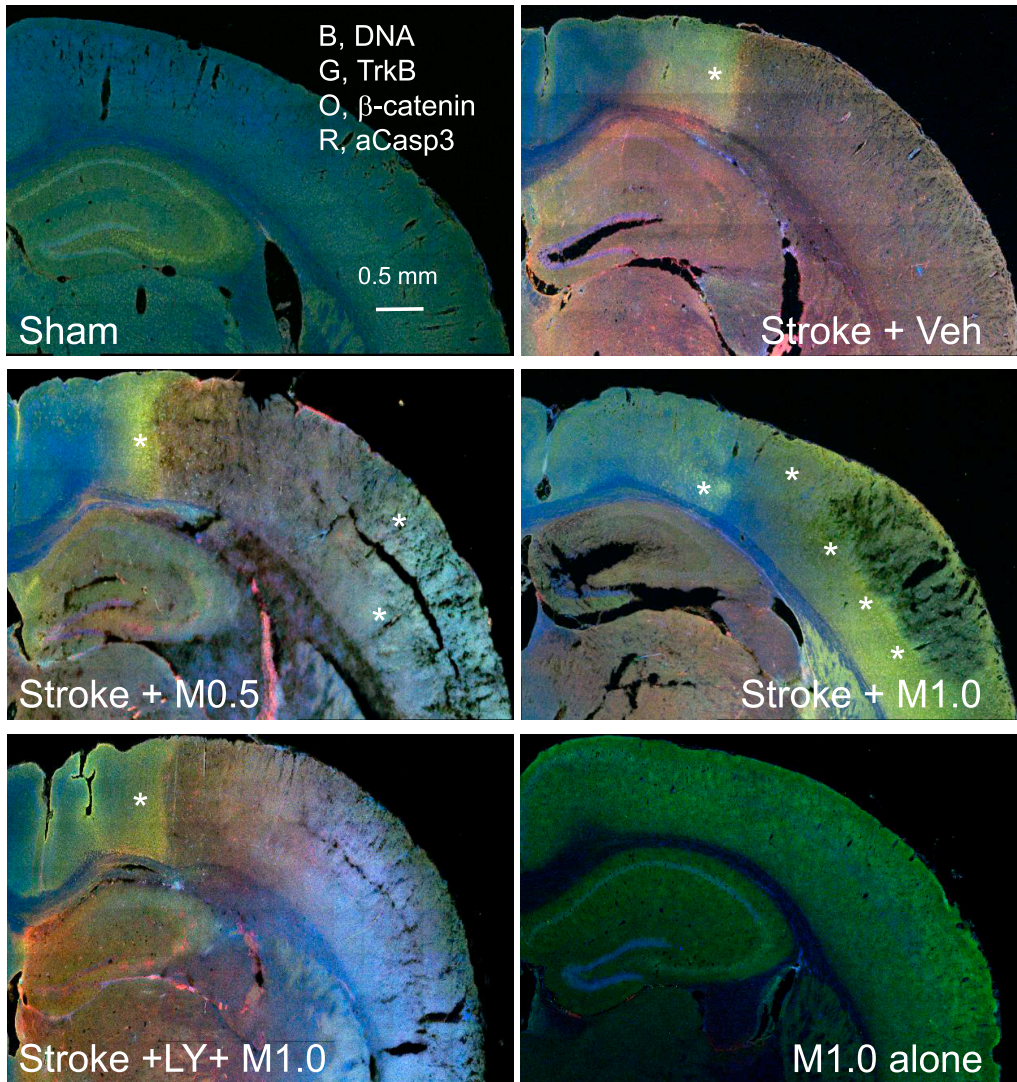 B, DNA
G, TrkB
O, β-catenin
R, aCasp3
0.5 mm
Sham
*
Stroke + Veh
*
*
*
Stroke + M0.5
*
*
*
*
*
Stroke + M1.0
*
Stroke +LY+ M1.0
M1.0 alone